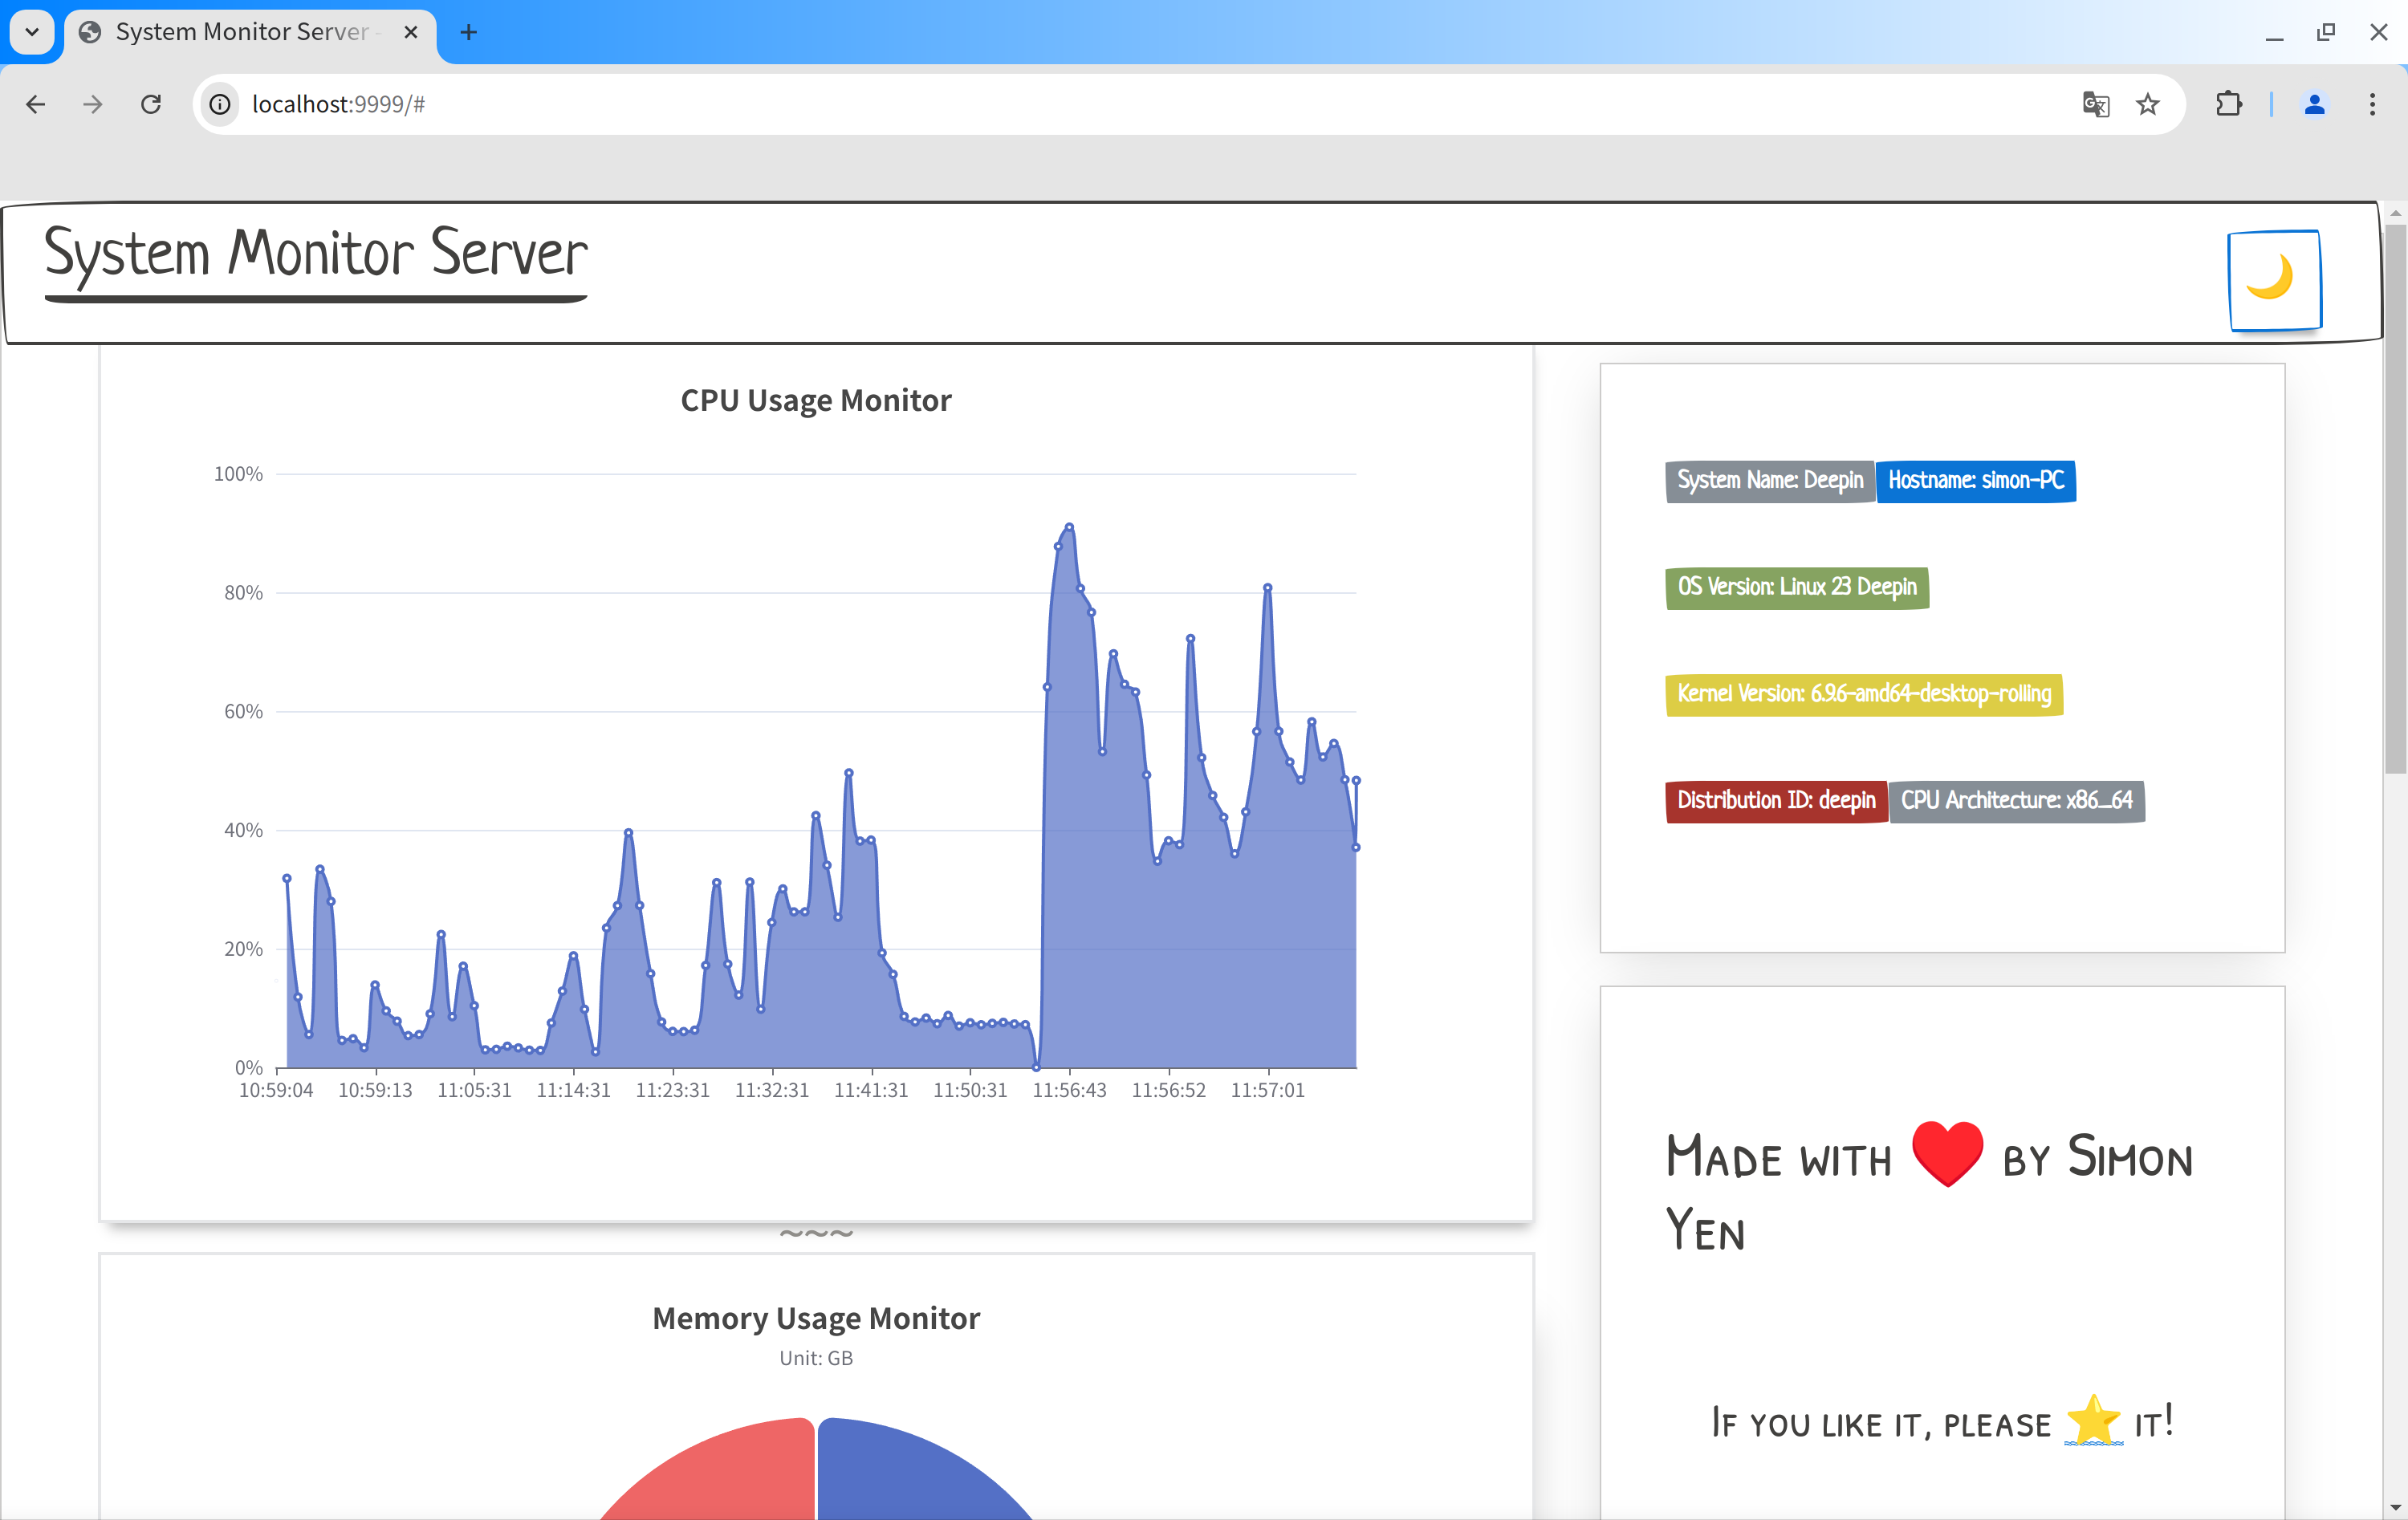 System Monitor Server -
localhost:9999/#
System Monitor Server
CPU Usage Monitor
100%
80%
60%
40%
20%
0%
10:59:04 10:59:13 11:05:31 11:14:31 11:23:31 11:32:31 11:41:31 11:50:31 11:56:43 11:56:52 11:57:01
~~~
Memory Usage Monitor
Unit: GB
System Name: Deepin Hostname: simon-PC
OS Version: Linux 23 Deepin
Kernel Version: 6.9.6-amd64-desktop-rolling
Distribution ID: deepin CPU Architecture: x86_64
Made with ❤️ by Simon
Yen
If you like it, please ⭐ it!